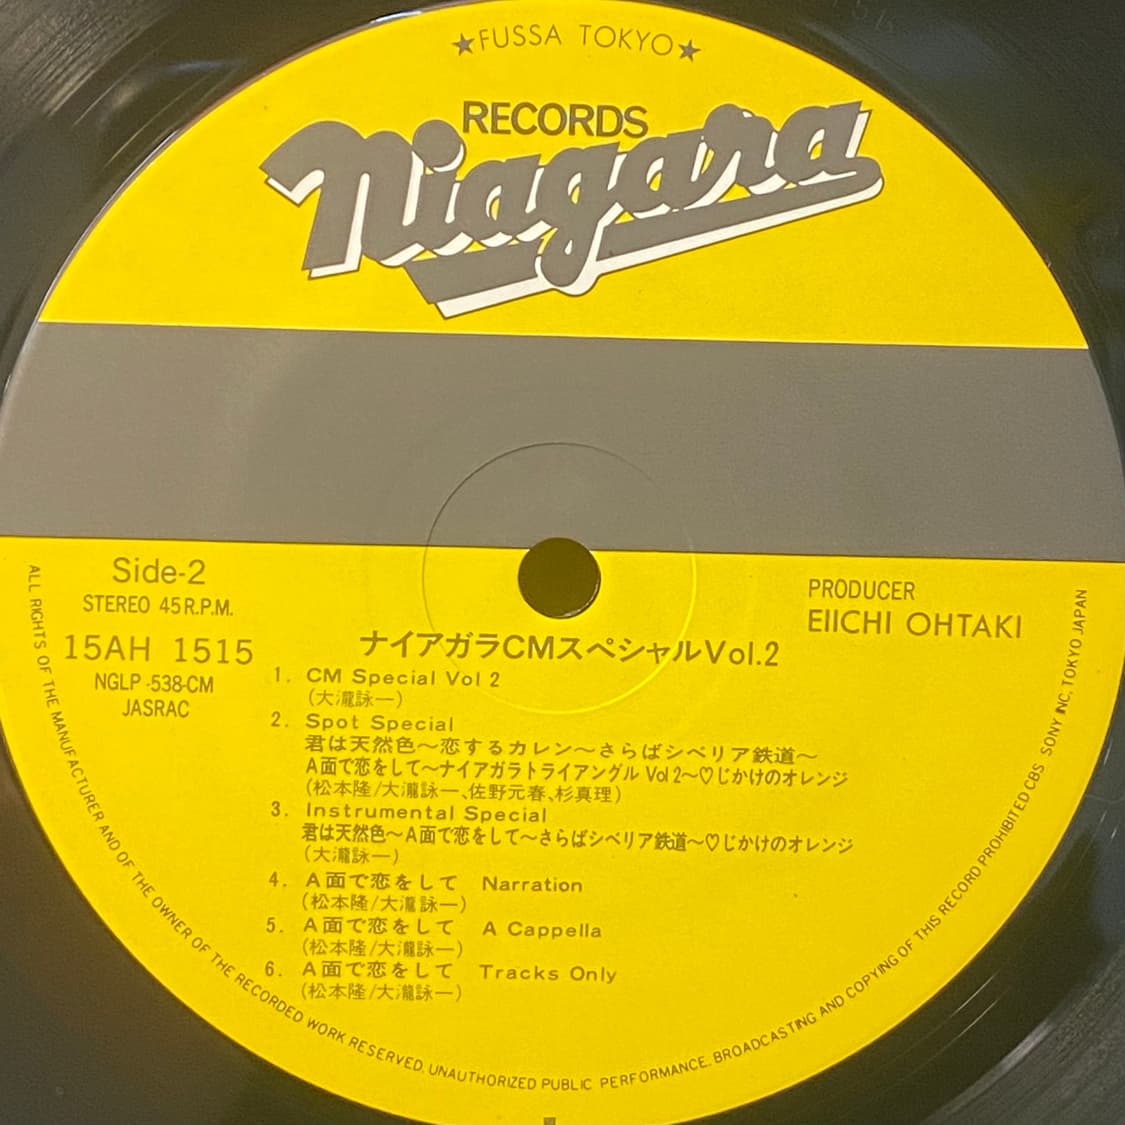 ★FUSSA TOKYO★
RECORDS
Niagara
Side-2
STEREO 45 R.P.M.
15AH 1515
NGLP-538-CM
JASRAC
PRODUCER
EIICHI OHTAKI
ナイアガラCMスペシャルVol.2
1. CM Special Vol 2
(大瀧詠一)
2. Spot Special
君は天然色〜恋するカレン〜さらばシベリア鉄道〜
A面で恋をして〜ナイアガラトライアングル Vol 2〜♡じかけのオレンジ
(松本隆/大瀧詠一、佐野元春、杉真理)
3. Instrumental Special
君は天然色〜A面で恋をして〜さらばシベリア鉄道〜♡じかけのオレンジ
(大瀧詠一)
4. A面で恋をして Narration
(松本隆/大瀧詠一)
5. A面で恋をして A Cappella
(松本隆/大瀧詠一)
6. A面で恋をして Tracks Only
(松本隆/大瀧詠一)
ALL RIGHTS OF THE MANUFACTURER AND OF THE OWNER OF THE RECORDED WORK RESERVED. UNAUTHORIZED PUBLIC PERFORMANCE. BROADCASTING AND COPYING OF THIS RECORD PROHIBITED CBS SONY INC. TOKYO JAPAN